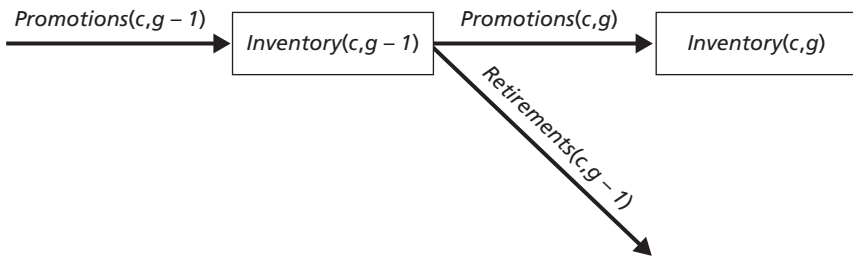 Promotions(c,g – 1)
Inventory(c,g – 1)
Promotions(c,g)
Inventory(c,g)
Retirements(c,g – 1)